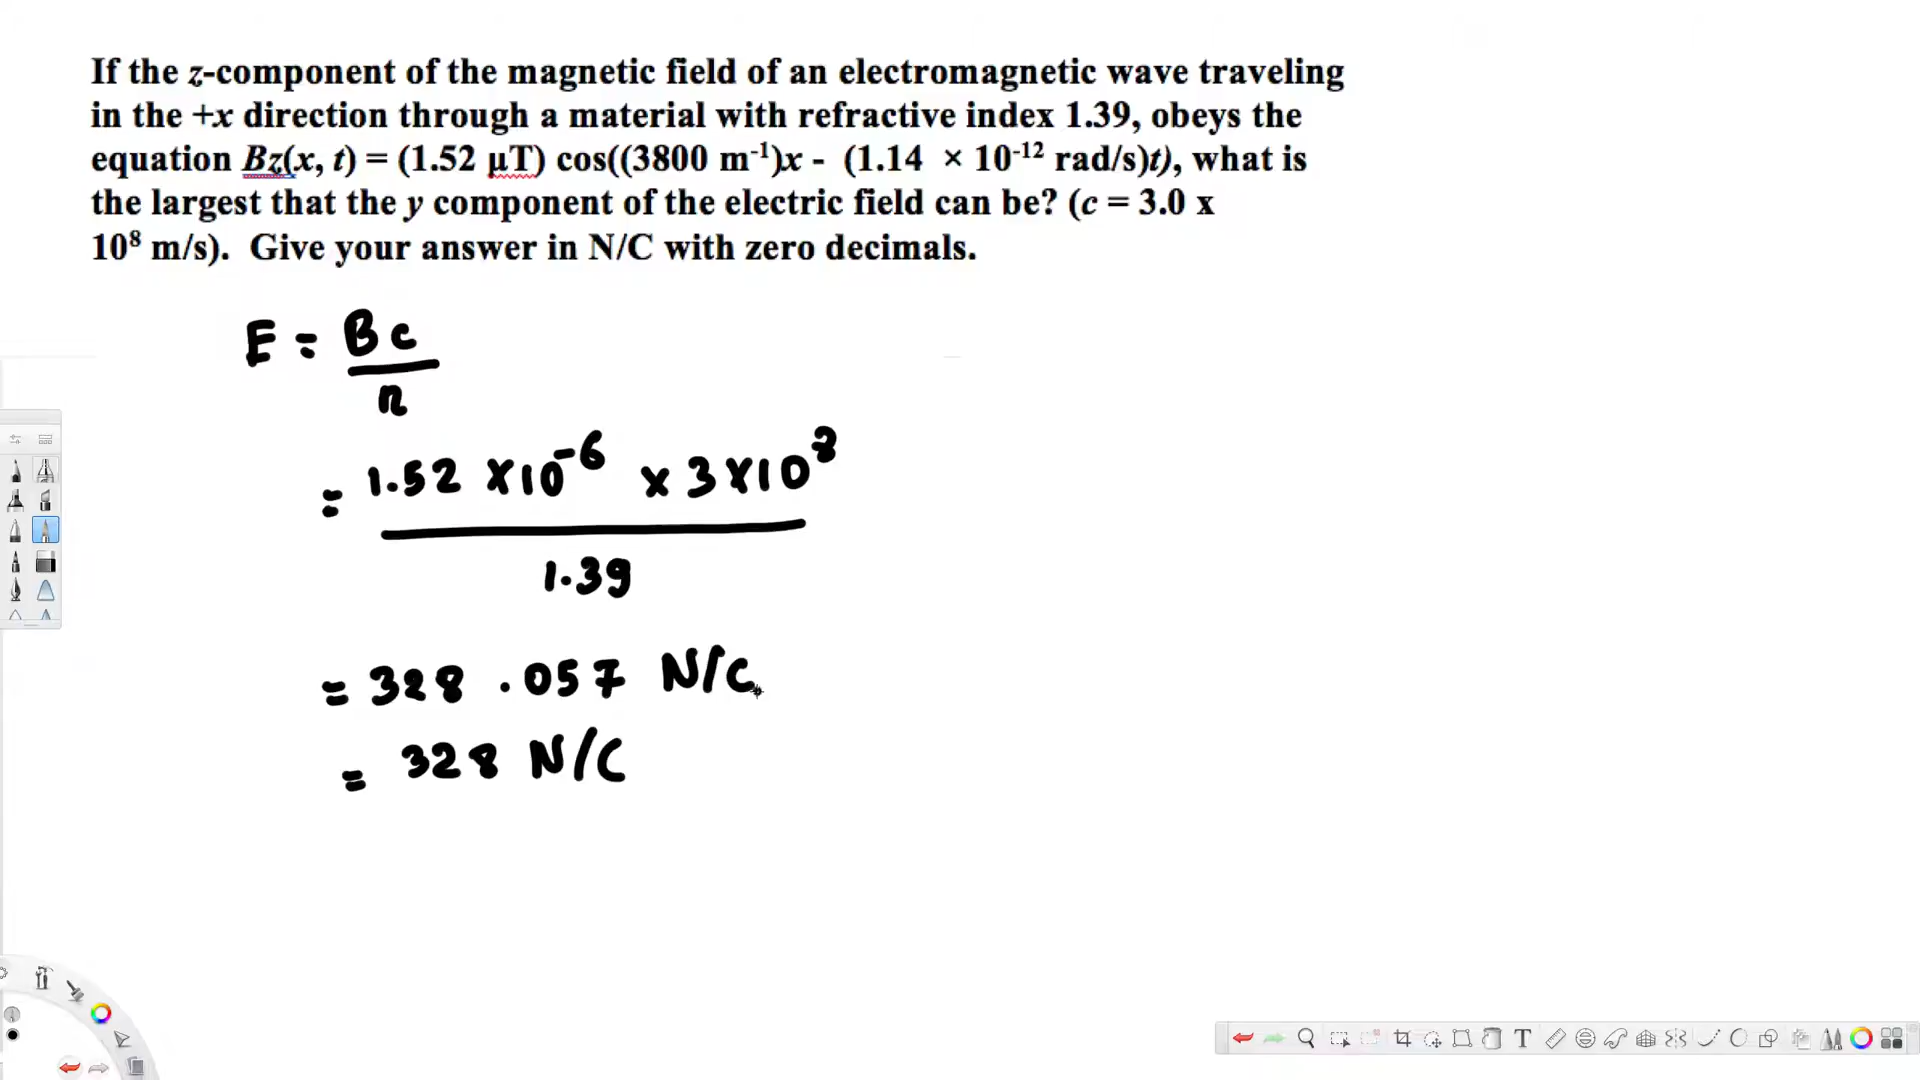 If the z-component of the magnetic field of an electromagnetic wave traveling
in the +x direction through a material with refractive index 1.39, obeys the
equation Bz(x, t) = (1.52 μT) cos((3800 m⁻¹)x - (1.14 × 10⁻¹² rad/s)t), what is
the largest that the y component of the electric field can be? (c = 3.0 x
10⁸ m/s). Give your answer in N/C with zero decimals.
E = Bc
n
= 1.52 x10⁻⁶ x 3x10⁸
1.39
= 328.057 N/C
= 328 N/C